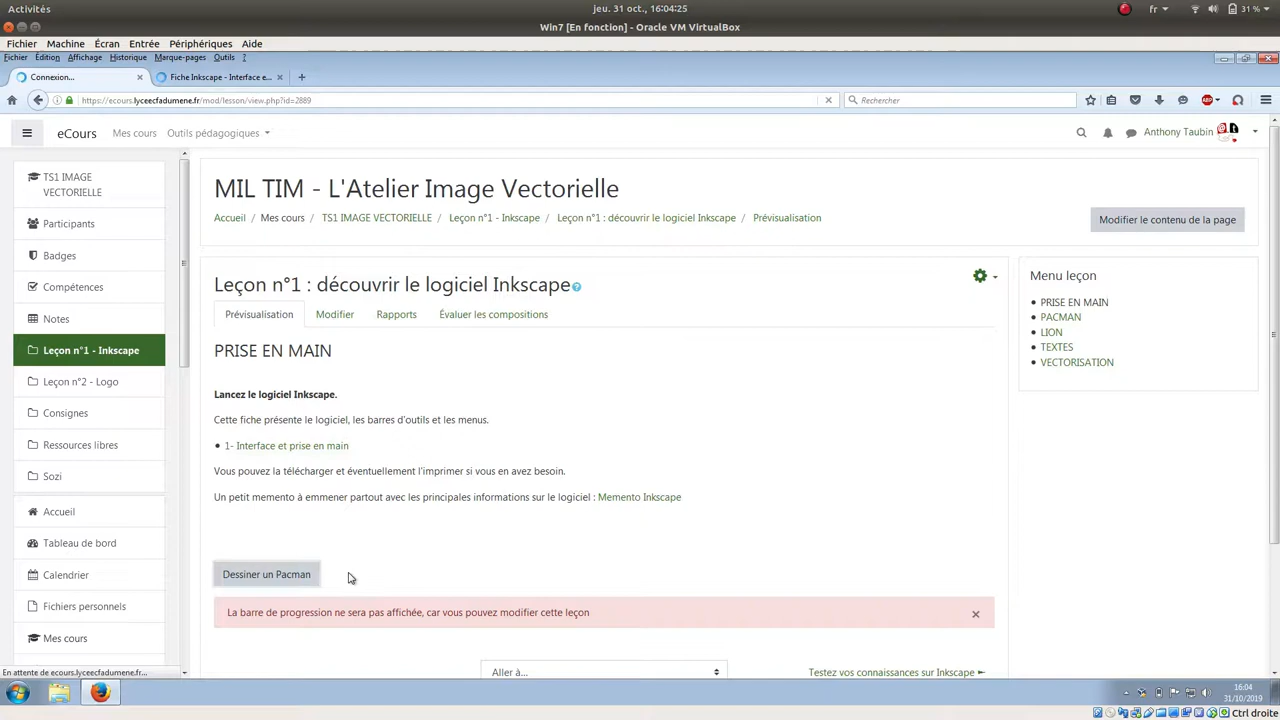 Activités
jeu. 31 oct., 16:04:25
fr
31 %
Win7 [En fonction] - Oracle VM VirtualBox
Fichier Machine Écran Entrée Périphériques Aide
Fichier Édition Affichage Historique Marque-pages Outils ?
Connexion...
Fiche Inkscape - Interface e...
https://ecours.lyceecfadumene.fr/mod/lesson/view.php?id=2889
Rechercher
eCours
Mes cours
Outils pédagogiques
Anthony Taubin
TS1 IMAGE
VECTORIELLE
Participants
Badges
Compétences
Notes
Leçon n°1 - Inkscape
Leçon n°2 - Logo
Consignes
Ressources libres
Sozi
Accueil
Tableau de bord
Calendrier
Fichiers personnels
Mes cours
MIL TIM - L'Atelier Image Vectorielle
Accueil / Mes cours / TS1 IMAGE VECTORIELLE / Leçon n°1 - Inkscape / Leçon n°1 : découvrir le logiciel Inkscape / Prévisualisation
Modifier le contenu de la page
Leçon n°1 : découvrir le logiciel Inkscape
Prévisualisation
Modifier
Rapports
Évaluer les compositions
PRISE EN MAIN
Lancez le logiciel Inkscape.
Cette fiche présente le logiciel, les barres d'outils et les menus.
1- Interface et prise en main
Vous pouvez la télécharger et éventuellement l'imprimer si vous en avez besoin.
Un petit memento à emmener partout avec les principales informations sur le logiciel : Memento Inkscape
Dessiner un Pacman
La barre de progression ne sera pas affichée, car vous pouvez modifier cette leçon
×
Aller à...
Testez vos connaissances sur Inkscape
Menu leçon
PRISE EN MAIN
PACMAN
LION
TEXTES
VECTORISATION
En attente de ecours.lyceecfadumene.fr...
16:04
31/10/2019
Ctrl droite